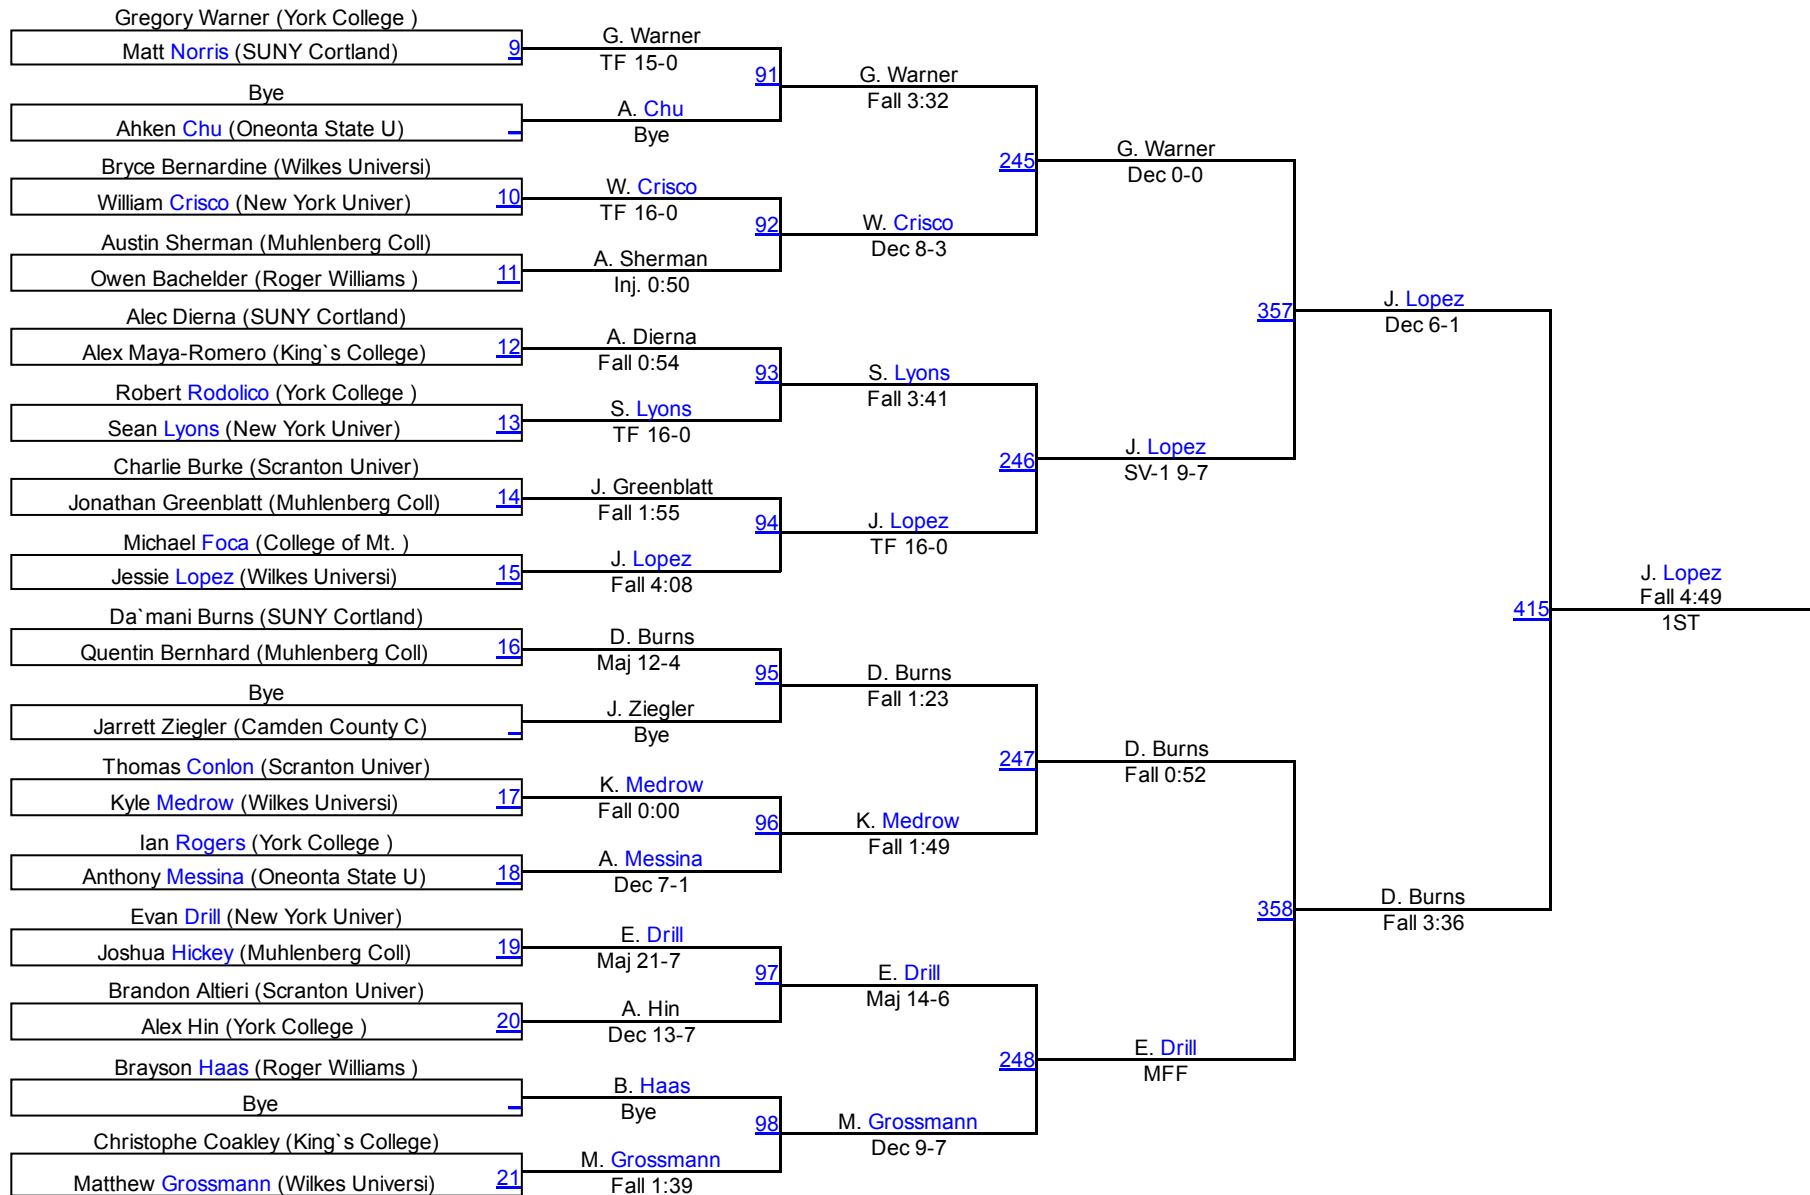 Gregory Warner (York College )
Matt Norris (SUNY Cortland)
9
Bye
Ahken Chu (Oneonta State U)
Bryce Bernardine (Wilkes Universi)
William Crisco (New York Univer)
10
Austin Sherman (Muhlenberg Coll)
Owen Bachelder (Roger Williams )
11
Alec Dierna (SUNY Cortland)
Alex Maya-Romero (King`s College)
12
Robert Rodolico (York College )
Sean Lyons (New York Univer)
13
Charlie Burke (Scranton Univer)
Jonathan Greenblatt (Muhlenberg Coll)
14
Michael Foca (College of Mt. )
Jessie Lopez (Wilkes Universi)
15
Da`mani Burns (SUNY Cortland)
Quentin Bernhard (Muhlenberg Coll)
16
Bye
Jarrett Ziegler (Camden County C)
Thomas Conlon (Scranton Univer)
Kyle Medrow (Wilkes Universi)
17
Ian Rogers (York College )
Anthony Messina (Oneonta State U)
18
Evan Drill (New York Univer)
Joshua Hickey (Muhlenberg Coll)
19
Brandon Altieri (Scranton Univer)
Alex Hin (York College )
20
Brayson Haas (Roger Williams )
Bye
Christophe Coakley (King`s College)
Matthew Grossmann (Wilkes Universi)
21
G. Warner
TF 15-0
91
A. Chu
Bye
W. Crisco
TF 16-0
92
A. Sherman
Inj. 0:50
A. Dierna
Fall 0:54
93
S. Lyons
TF 16-0
J. Greenblatt
Fall 1:55
94
J. Lopez
Fall 4:08
D. Burns
Maj 12-4
95
J. Ziegler
Bye
K. Medrow
Fall 0:00
96
A. Messina
Dec 7-1
E. Drill
Maj 21-7
97
A. Hin
Dec 13-7
B. Haas
Bye
98
M. Grossmann
Fall 1:39
G. Warner
Fall 3:32
245
W. Crisco
Dec 8-3
S. Lyons
Fall 3:41
246
J. Lopez
TF 16-0
D. Burns
Fall 1:23
247
K. Medrow
Fall 1:49
E. Drill
Maj 14-6
248
M. Grossmann
Dec 9-7
G. Warner
Dec 0-0
357
J. Lopez
SV-1 9-7
D. Burns
Fall 0:52
358
E. Drill
MFF
J. Lopez
Dec 6-1
415
D. Burns
Fall 3:36
J. Lopez
Fall 4:49
1ST